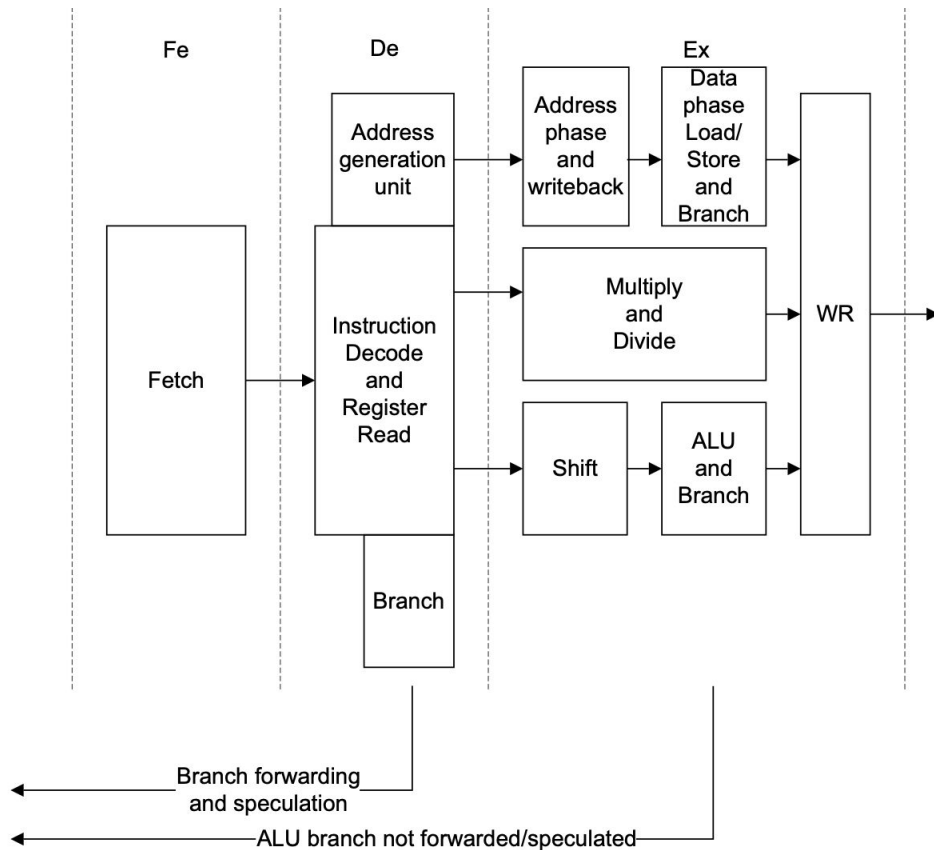 Fe
De
Ex
Address
generation
unit
Address
phase
and
writeback
Data
phase
Load/
Store
and
Branch
Fetch
Instruction
Decode
and
Register
Read
Multiply
and
Divide
WR
Shift
ALU
and
Branch
Branch
Branch forwarding
and speculation
ALU branch not forwarded/speculated